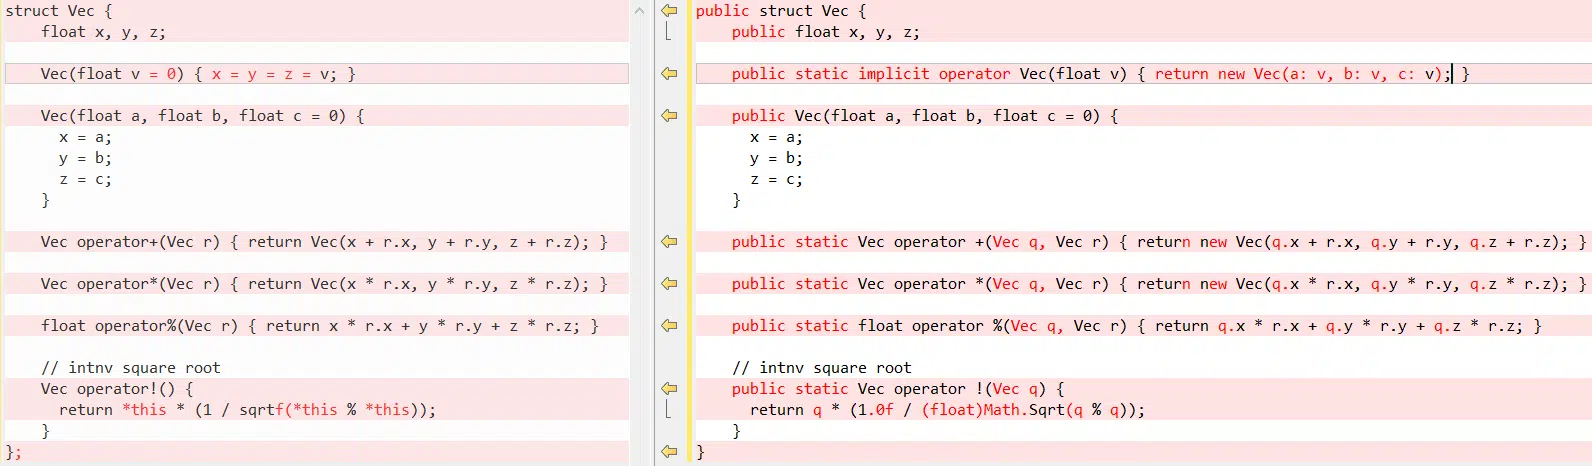 struct Vec {
float x, y, z;
Vec(float v = 0) { x = y = z = v; }
Vec(float a, float b, float c = 0) {
x = a;
y = b;
z = c;
}
Vec operator+(Vec r) { return Vec(x + r.x, y + r.y, z + r.z); }
Vec operator*(Vec r) { return Vec(x * r.x, y * r.y, z * r.z); }
float operator%(Vec r) { return x * r.x + y * r.y + z * r.z; }
// intnv square root
Vec operator!() {
return *this * (1 / sqrtf(*this % *this));
}
};
public struct Vec {
public float x, y, z;
public static implicit operator Vec(float v) { return new Vec(a: v, b: v, c: v); }
public Vec(float a, float b, float c = 0) {
x = a;
y = b;
z = c;
}
public static Vec operator +(Vec q, Vec r) { return new Vec(q.x + r.x, q.y + r.y, q.z + r.z); }
public static Vec operator *(Vec q, Vec r) { return new Vec(q.x * r.x, q.y * r.y, q.z * r.z); }
public static float operator %(Vec q, Vec r) { return q.x * r.x + q.y * r.y + q.z * r.z; }
// intnv square root
public static Vec operator !(Vec q) {
return q * (1.0f / (float)Math.Sqrt(q % q));
}
}